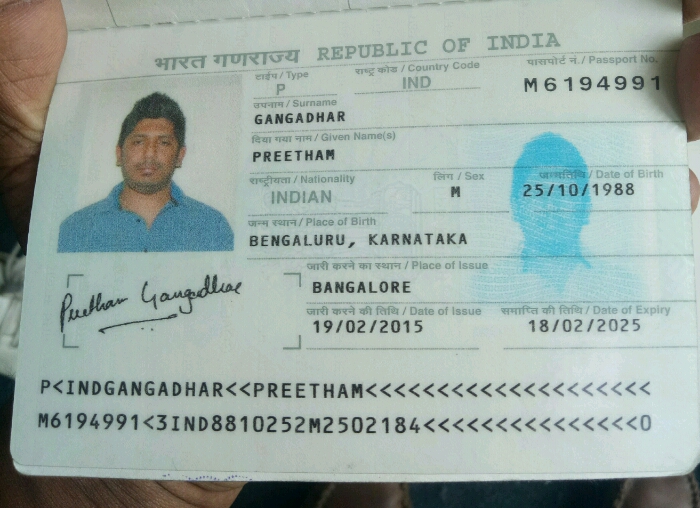 भारत गणराज्य REPUBLIC OF INDIA
टाईप / Type राष्ट्र कोड / Country Code पासपोर्ट नं. / Passport No.
P IND M6194991
उपनाम / Surname
GANGADHAR
दिया गया नाम / Given Name(s)
PREETHAM
राष्ट्रीयता / Nationality लिंग / Sex जन्मतिथि / Date of Birth
INDIAN M 25/10/1988
जन्म स्थान / Place of Birth
BENGALURU, KARNATAKA
जारी करने का स्थान / Place of Issue
BANGALORE
Preetham Gangadhar
जारी करने की तिथि / Date of Issue समाप्ति की तिथि / Date of Expiry
19/02/2015 18/02/2025
P<INDGANGADHAR<<PREETHAM<<<<<<<<<<<<<<<<<<<<
M6194991<3IND8810252M2502184<<<<<<<<<<<<<<<0